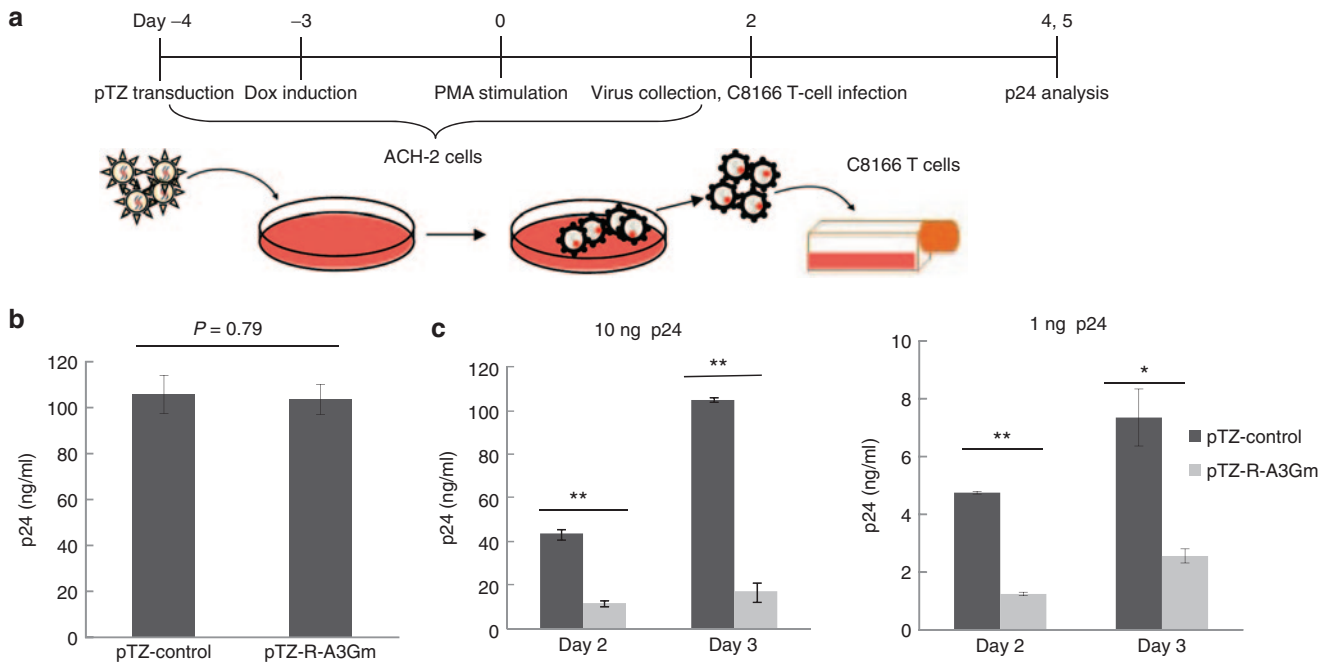 a
Day –4 –3 0 2 4, 5
pTZ transduction Dox induction PMA stimulation Virus collection, C8166 T-cell infection p24 analysis
ACH-2 cells
C8166 T cells
b
P = 0.79
120
100
80
60
40
20
0
p24 (ng/ml)
pTZ-control pTZ-R-A3Gm
c
10 ng p24
120
100
80
60
40
20
0
p24 (ng/ml)
**
**
Day 2 Day 3
1 ng p24
10
8
6
4
2
0
p24 (ng/ml)
**
*
Day 2 Day 3
pTZ-control
pTZ-R-A3Gm